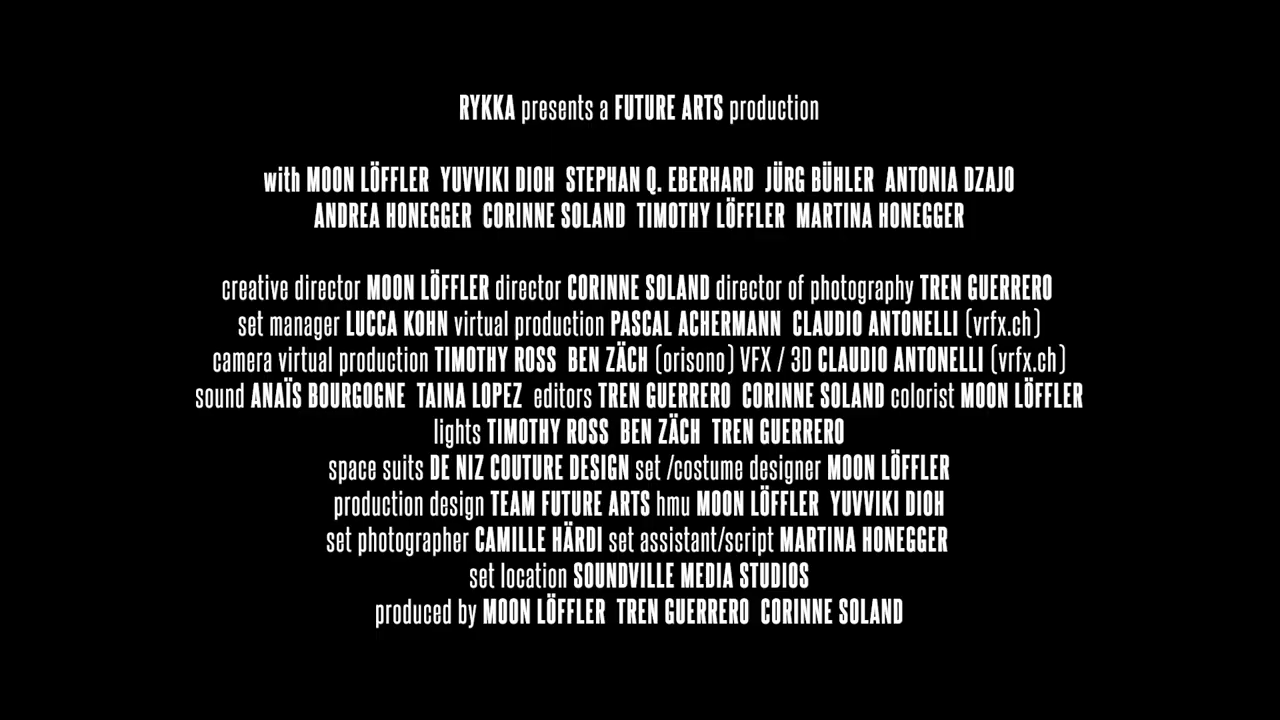 RYKKA presents a FUTURE ARTS production
with MOON LÖFFLER YUVVIKI DIOH STEPHAN Q. EBERHARD JÜRG BÜHLER ANTONIA DZAJO
ANDREA HONEGGER CORINNE SOLAND TIMOTHY LÖFFLER MARTINA HONEGGER
creative director MOON LÖFFLER director CORINNE SOLAND director of photography TREN GUERRERO
set manager LUCCA KOHN virtual production PASCAL ACHERMANN CLAUDIO ANTONELLI (vrfx.ch)
camera virtual production TIMOTHY ROSS BEN ZÄCH (orisono) VFX / 3D CLAUDIO ANTONELLI (vrfx.ch)
sound ANAÏS BOURGOGNE TAINA LOPEZ editors TREN GUERRERO CORINNE SOLAND colorist MOON LÖFFLER
lights TIMOTHY ROSS BEN ZÄCH TREN GUERRERO
space suits DE NIZ COUTURE DESIGN set /costume designer MOON LÖFFLER
production design TEAM FUTURE ARTS hmu MOON LÖFFLER YUVVIKI DIOH
set photographer CAMILLE HÄRDI set assistant/script MARTINA HONEGGER
set location SOUNDVILLE MEDIA STUDIOS
produced by MOON LÖFFLER TREN GUERRERO CORINNE SOLAND